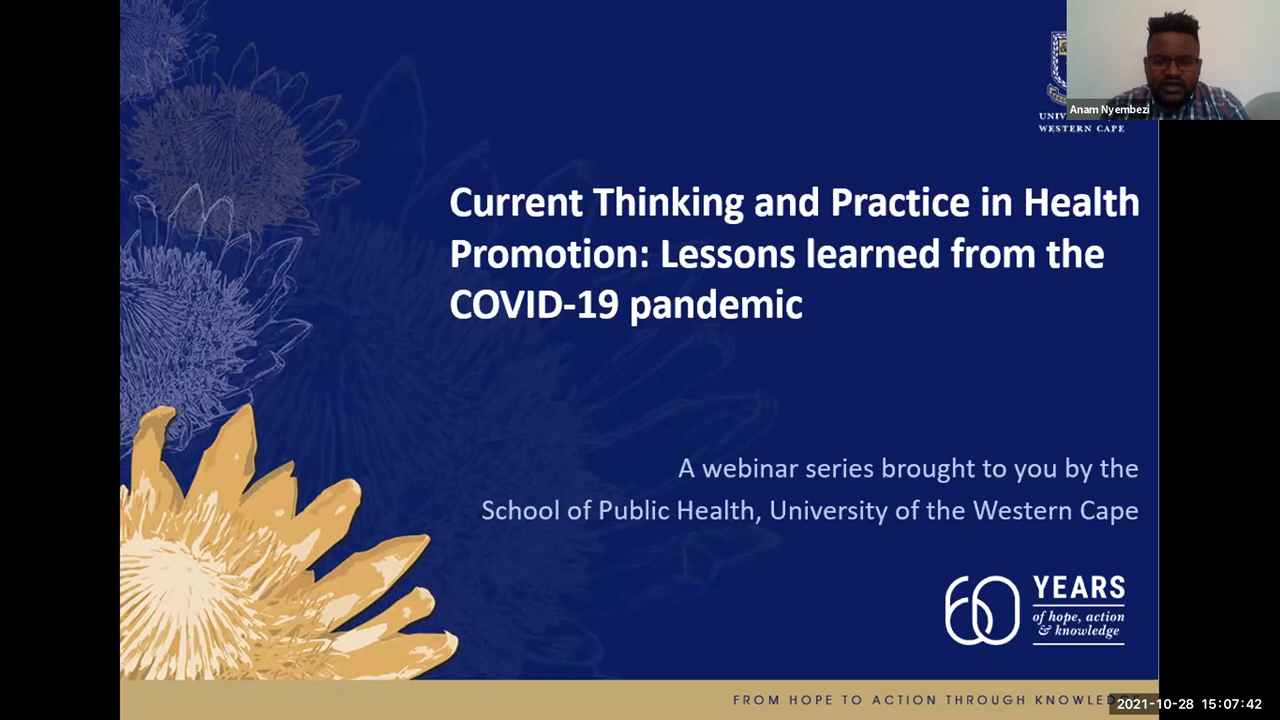 Anam Nyembezi
WESTERN CAPE
Current Thinking and Practice in Health
Promotion: Lessons learned from the
COVID-19 pandemic
A webinar series brought to you by the
School of Public Health, University of the Western Cape
60 YEARS
of hope, action
& knowledge
FROM HOPE TO ACTION THROUGH
2021-10-28 15:07:42